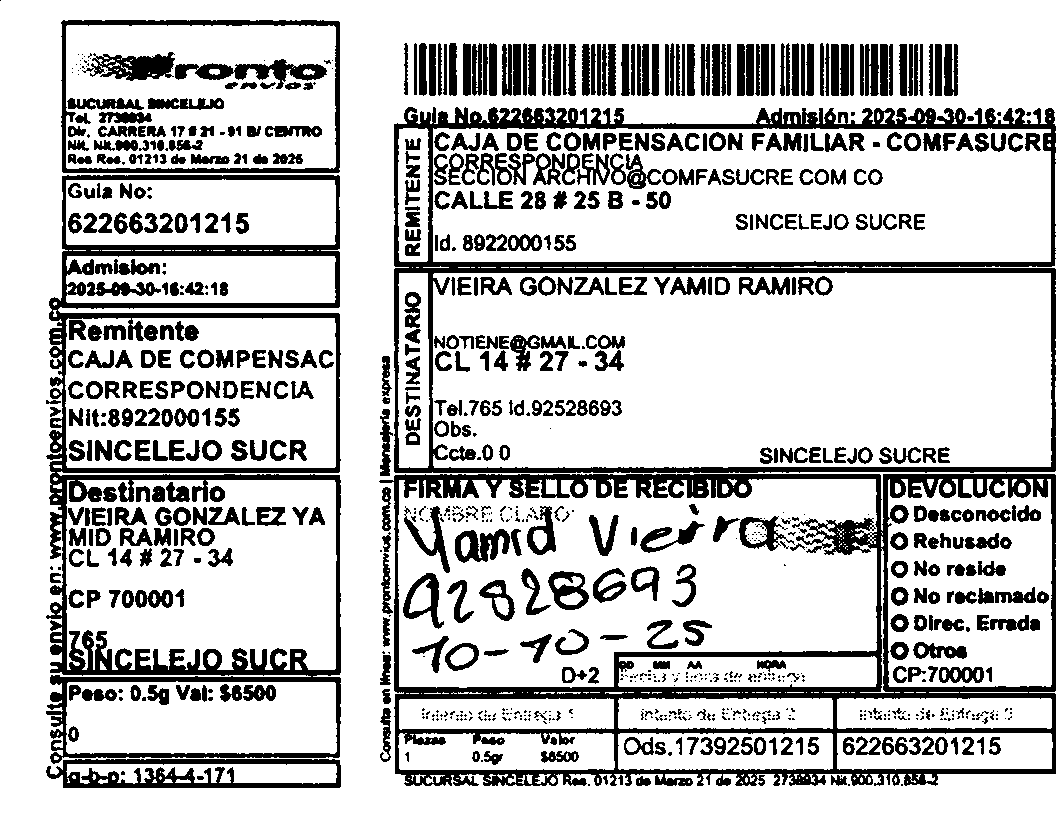 Pronto
envios
SUCURSAL SINCELEJO
Tel. 2738934
Dir. CARRERA 17 # 21 - 91 B/ CENTRO
Nit. Nit.900.310.856-2
Res Res. 01213 de Marzo 21 de 2025
Guia No:
622663201215
Admision:
2025-09-30-16:42:18
Remitente
CAJA DE COMPENSAC
CORRESPONDENCIA
Nit:8922000155
SINCELEJO SUCR
Destinatario
VIEIRA GONZALEZ YA
MID RAMIRO
CL 14 # 27 - 34
CP 700001
765
SINCELEJO SUCR
Peso: 0.5g Val: $6500
0
g-b-p: 1364-4-171
Consulte su envio en: www.prontoenvios.com.co
Guia No.622663201215 Admisión: 2025-09-30-16:42:18
REMITENTE
CAJA DE COMPENSACION FAMILIAR - COMFASUCRE
CORRESPONDENCIA
SECCION ARCHIVO@COMFASUCRE COM CO
CALLE 28 # 25 B - 50
SINCELEJO SUCRE
Id. 8922000155
DESTINATARIO
VIEIRA GONZALEZ YAMID RAMIRO
NOTIENE@GMAIL.COM
CL 14 # 27 - 34
Tel.765 Id.92528693
Obs.
Ccte.0 0
SINCELEJO SUCRE
Consulta en línea: www.prontoenvios.com.co | Mensajería expresa
FIRMA Y SELLO DE RECIBIDO
NOMBRE CLARO
Yamid Vieira
92828693
10-10-25
D+2
DD MM AA HORA
Fecha y hora de entrega
DEVOLUCION
Desconocido
Rehusado
No reside
No reclamado
Direc. Errada
Otros
CP:700001
Intento de Entrega 1 Intento de Entrega 2 Intento de Entrega 3
Piezas Peso Valor
1 0.5gr $6500
Ods.17392501215
622663201215
SUCURSAL SINCELEJO Res. 01213 de Marzo 21 de 2025 2738934 Nit.900.310.856-2